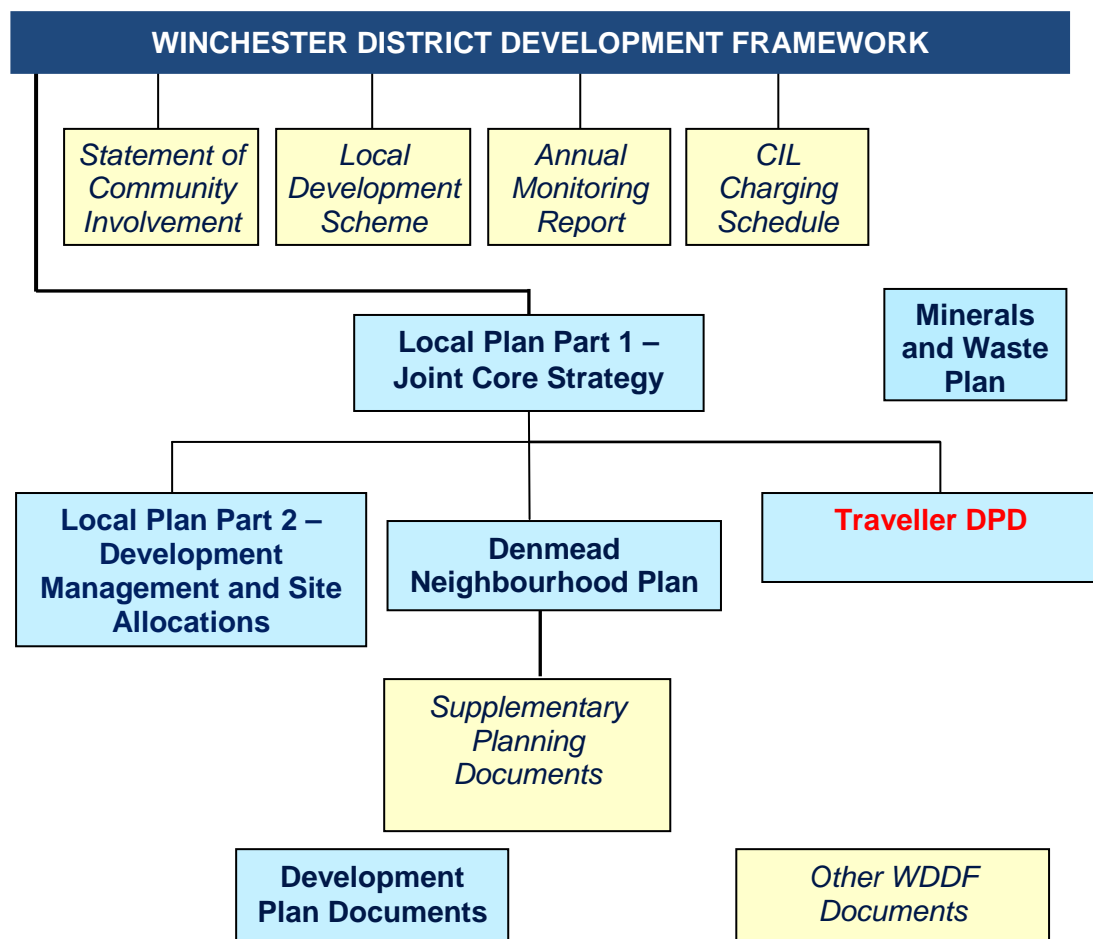 WINCHESTER DISTRICT DEVELOPMENT FRAMEWORK
Statement of
Community
Involvement
Local
Development
Scheme
Annual
Monitoring
Report
CIL
Charging
Schedule
Minerals
and Waste
Plan
Local Plan Part 1 –
Joint Core Strategy
Local Plan Part 2 –
Development
Management and Site
Allocations
Denmead
Neighbourhood Plan
Traveller DPD
Supplementary
Planning
Documents
Development
Plan Documents
Other WDDF
Documents